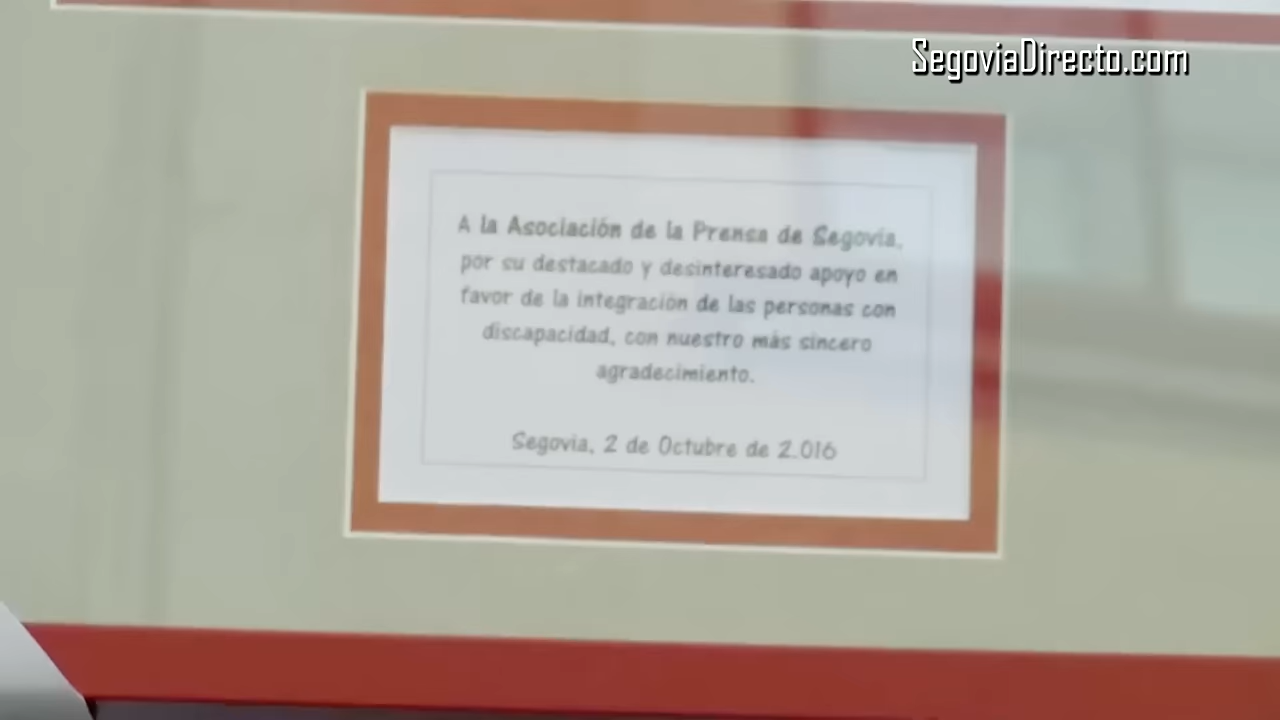 SegoviaDirecto.com
A la Asociación de la Prensa de Segovia,
por su destacado y desinteresado apoyo en
favor de la integración de las personas con
discapacidad, con nuestro más sincero
agradecimiento.
Segovia, 2 de Octubre de 2.016